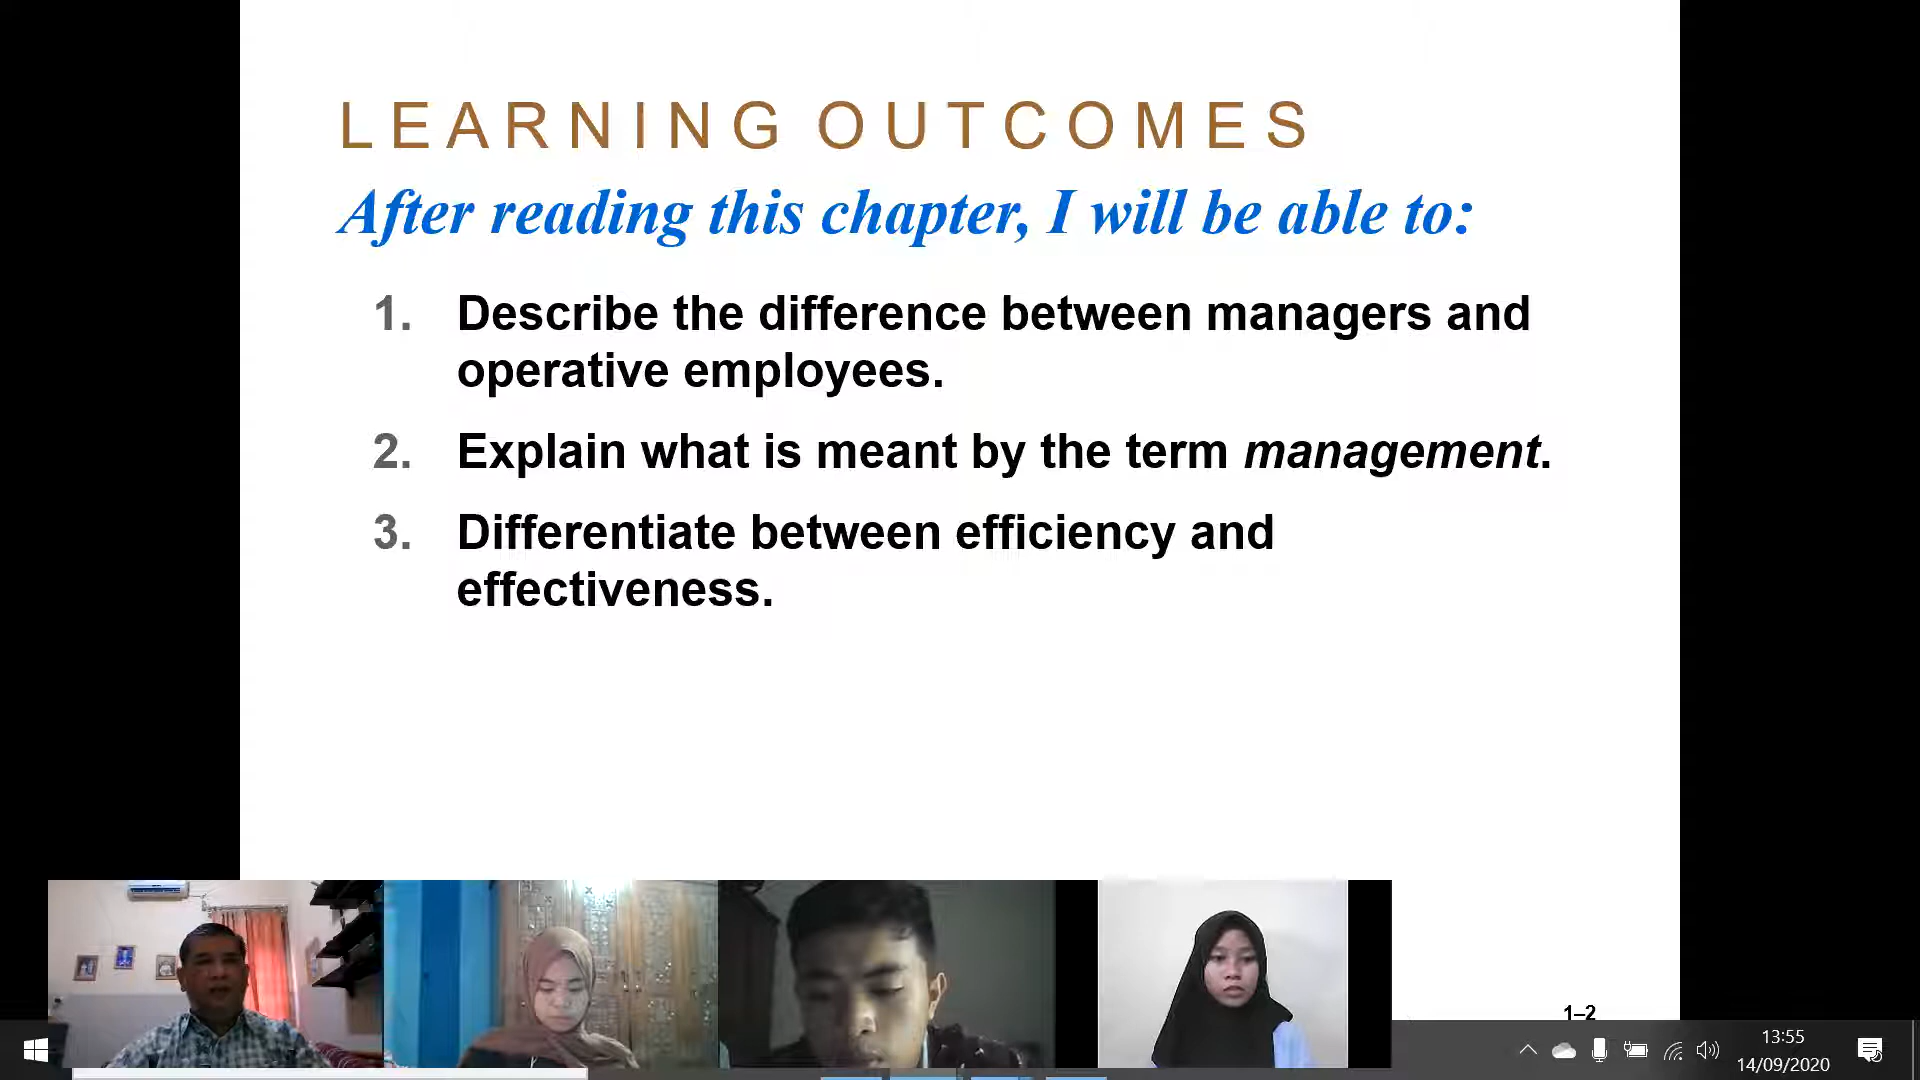 LEARNING OUTCOMES
After reading this chapter, I will be able to:
1. Describe the difference between managers and
operative employees.
2. Explain what is meant by the term management.
3. Differentiate between efficiency and
effectiveness.
1–2
13:55
14/09/2020